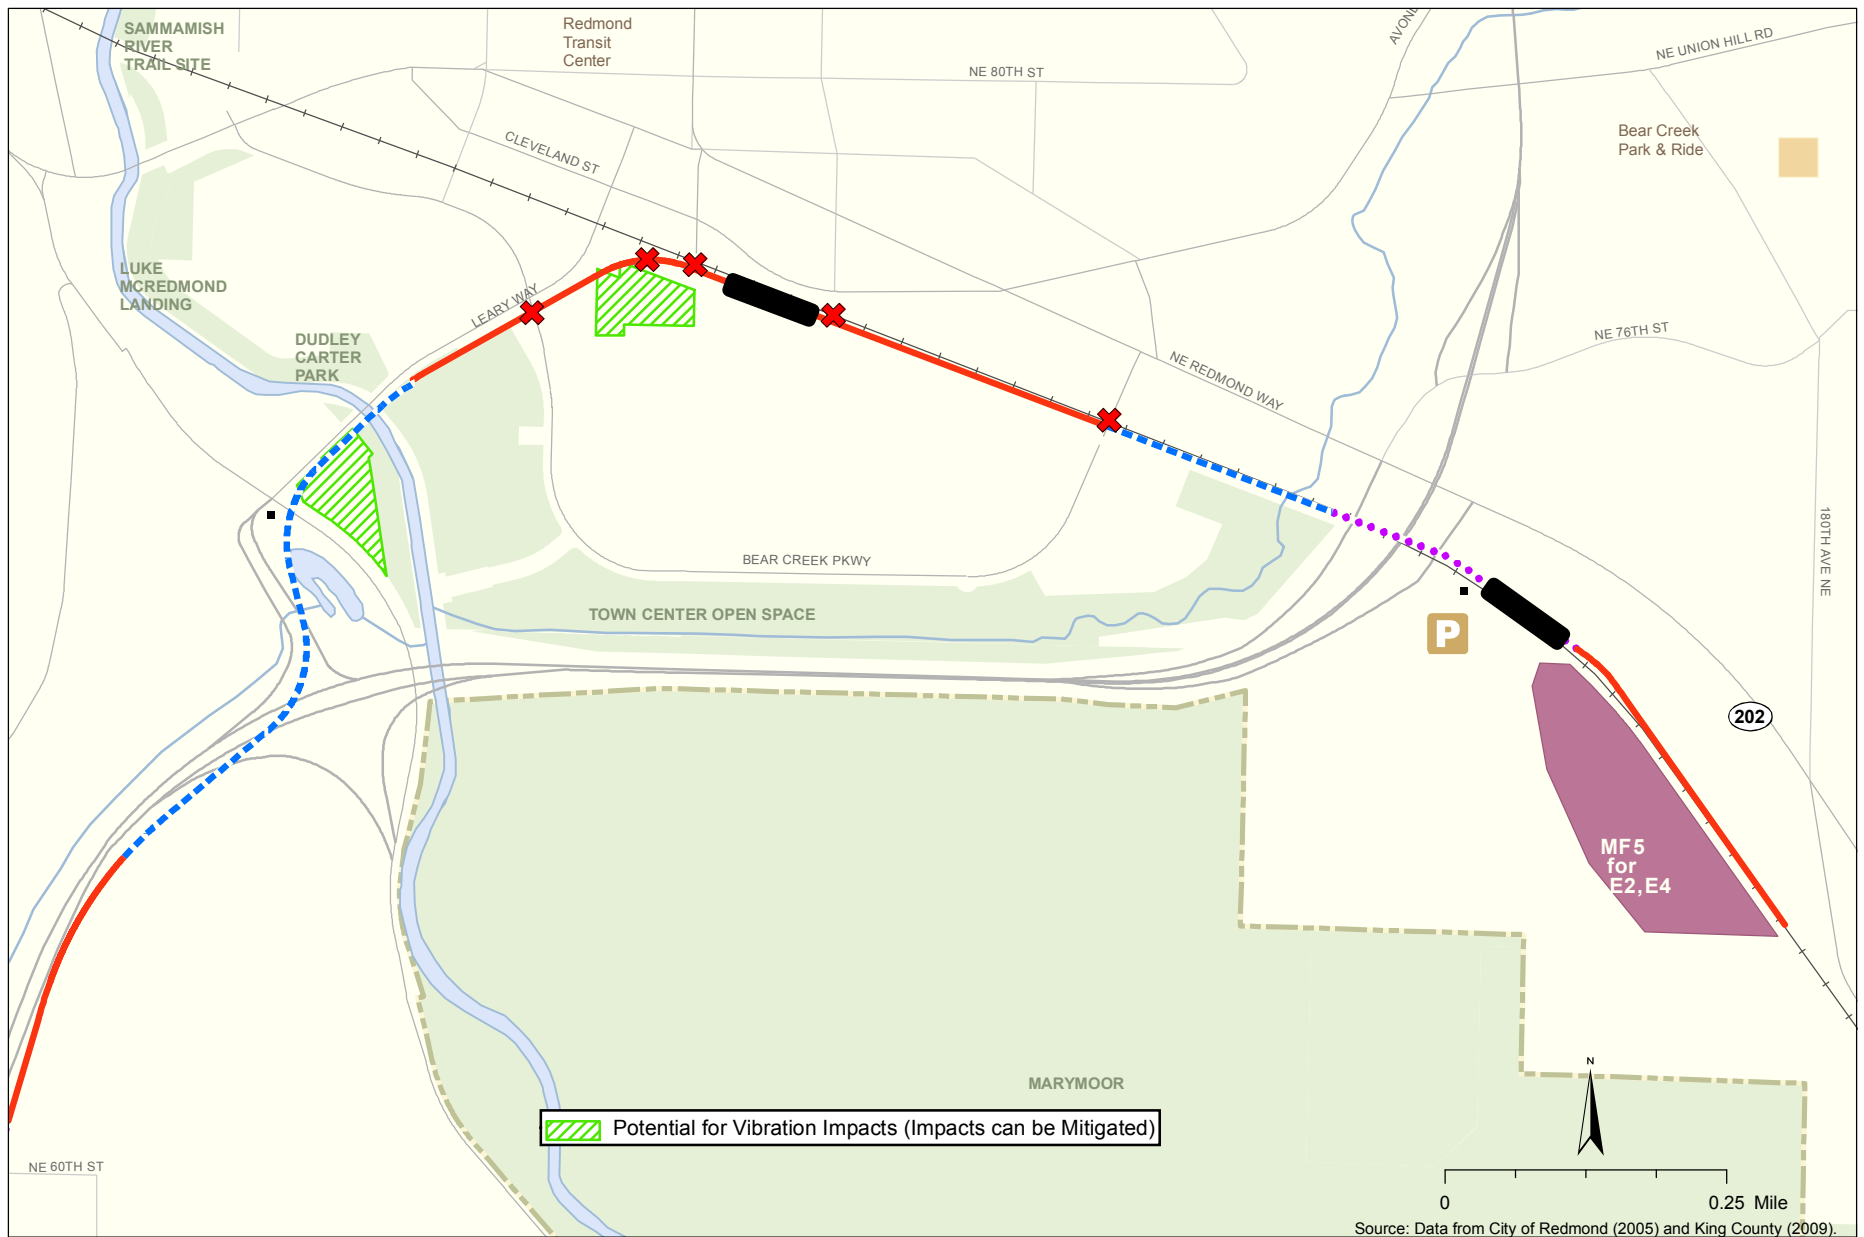 SAMMAMISH
RIVER
TRAIL SITE
Redmond
Transit
Center
NE 80TH ST
AVOND
NE UNION HILL RD
Bear Creek
Park & Ride
CLEVELAND ST
LUKE
MCREDMOND
LANDING
LEARY WAY
DUDLEY
CARTER
PARK
NE 76TH ST
NE REDMOND WAY
180TH AVE NE
BEAR CREEK PKWY
TOWN CENTER OPEN SPACE
P
202
MF5
for
E2,E4
MARYMOOR
N
Potential for Vibration Impacts (Impacts can be Mitigated)
NE 60TH ST
0 0.25 Mile
Source: Data from City of Redmond (2005) and King County (2009).